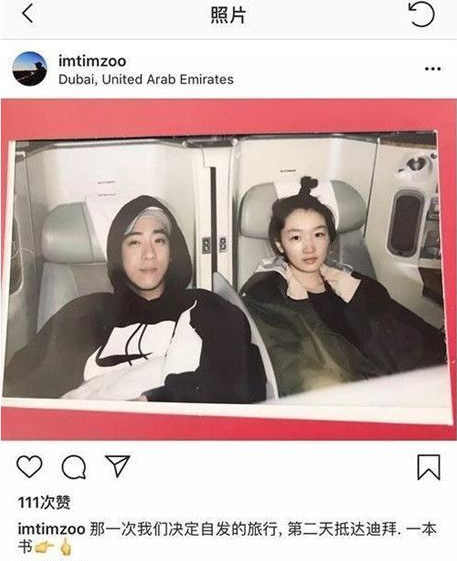 照片
imtimzoo
Dubai, United Arab Emirates
111次赞
imtimzoo 那一次我们决定自发的旅行, 第二天抵达迪拜. 一本
书👉👆